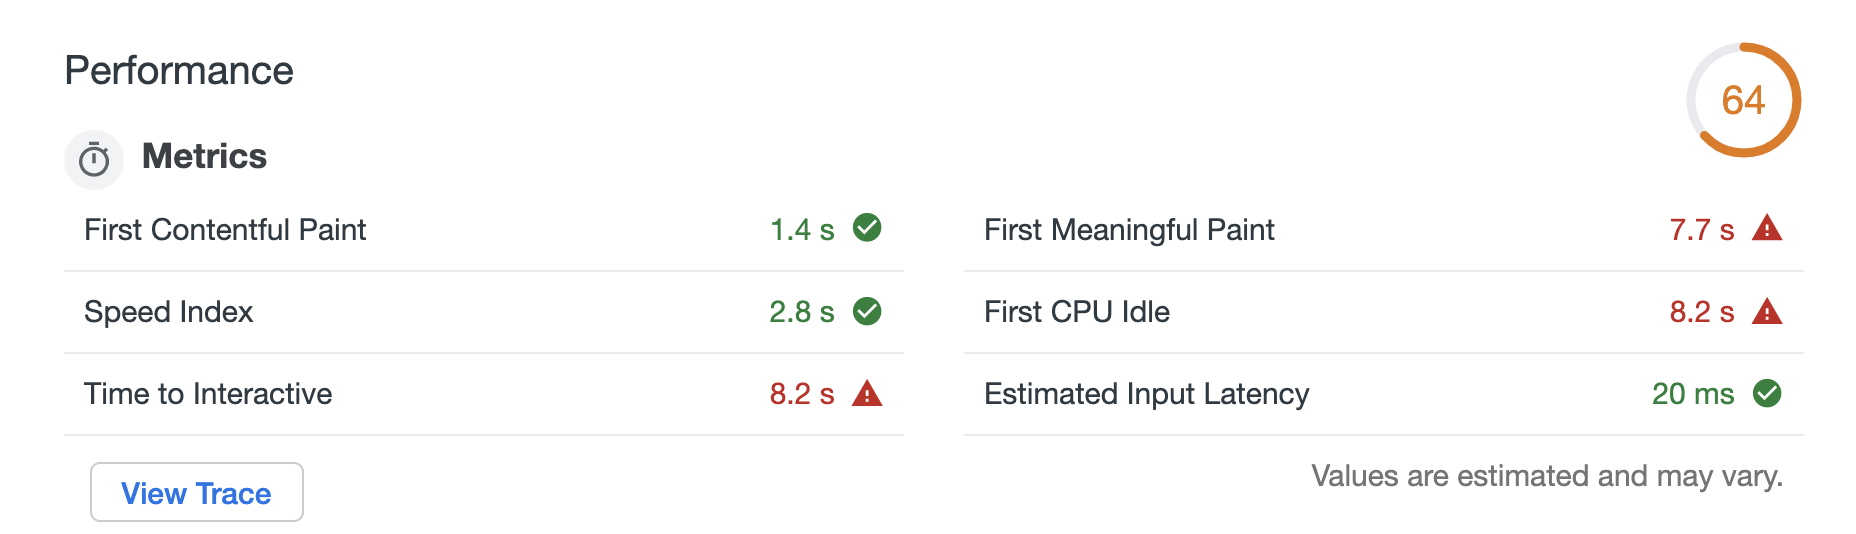 Performance
64
Metrics
First Contentful Paint 1.4 s
First Meaningful Paint 7.7 s
Speed Index 2.8 s
First CPU Idle 8.2 s
Time to Interactive 8.2 s
Estimated Input Latency 20 ms
View Trace
Values are estimated and may vary.